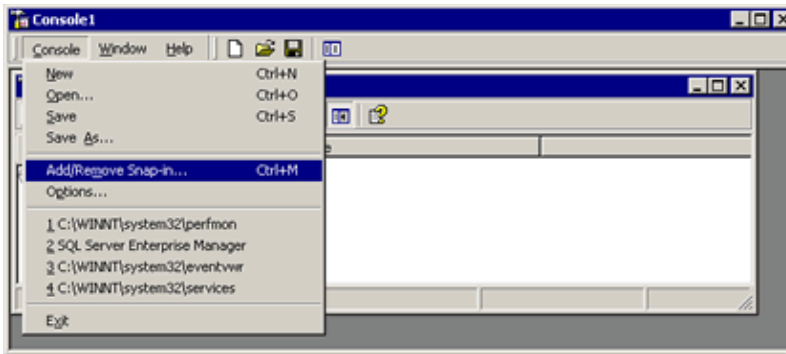 Console1
Console Window Help
New Ctrl+N
Open... Ctrl+O
Save Ctrl+S
Save As...
Add/Remove Snap-in... Ctrl+M
Options...
1 C:\WINNT\system32\perfmon
2 SQL Server Enterprise Manager
3 C:\WINNT\system32\eventvwr
4 C:\WINNT\system32\services
Exit